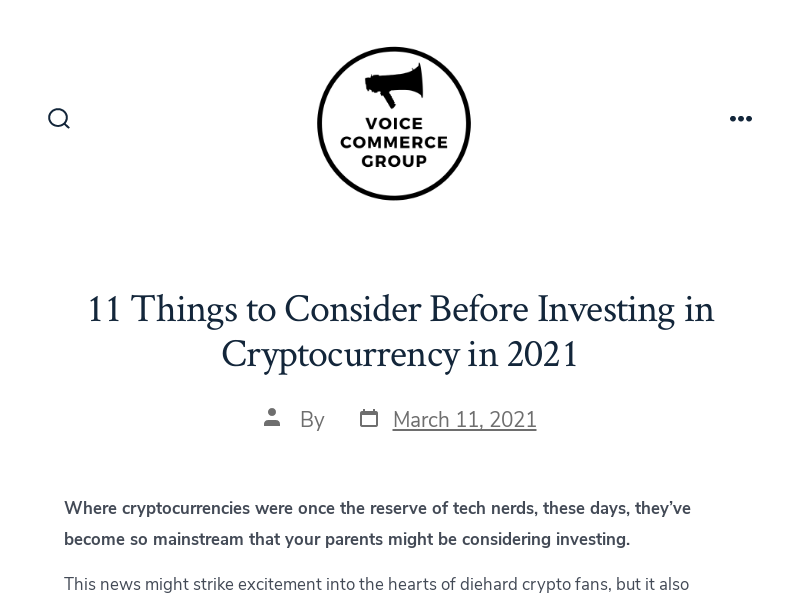 VOICE
COMMERCE
GROUP
11 Things to Consider Before Investing in
Cryptocurrency in 2021
By March 11, 2021
Where cryptocurrencies were once the reserve of tech nerds, these days, they’ve
become so mainstream that your parents might be considering investing.
This news might strike excitement into the hearts of diehard crypto fans, but it also